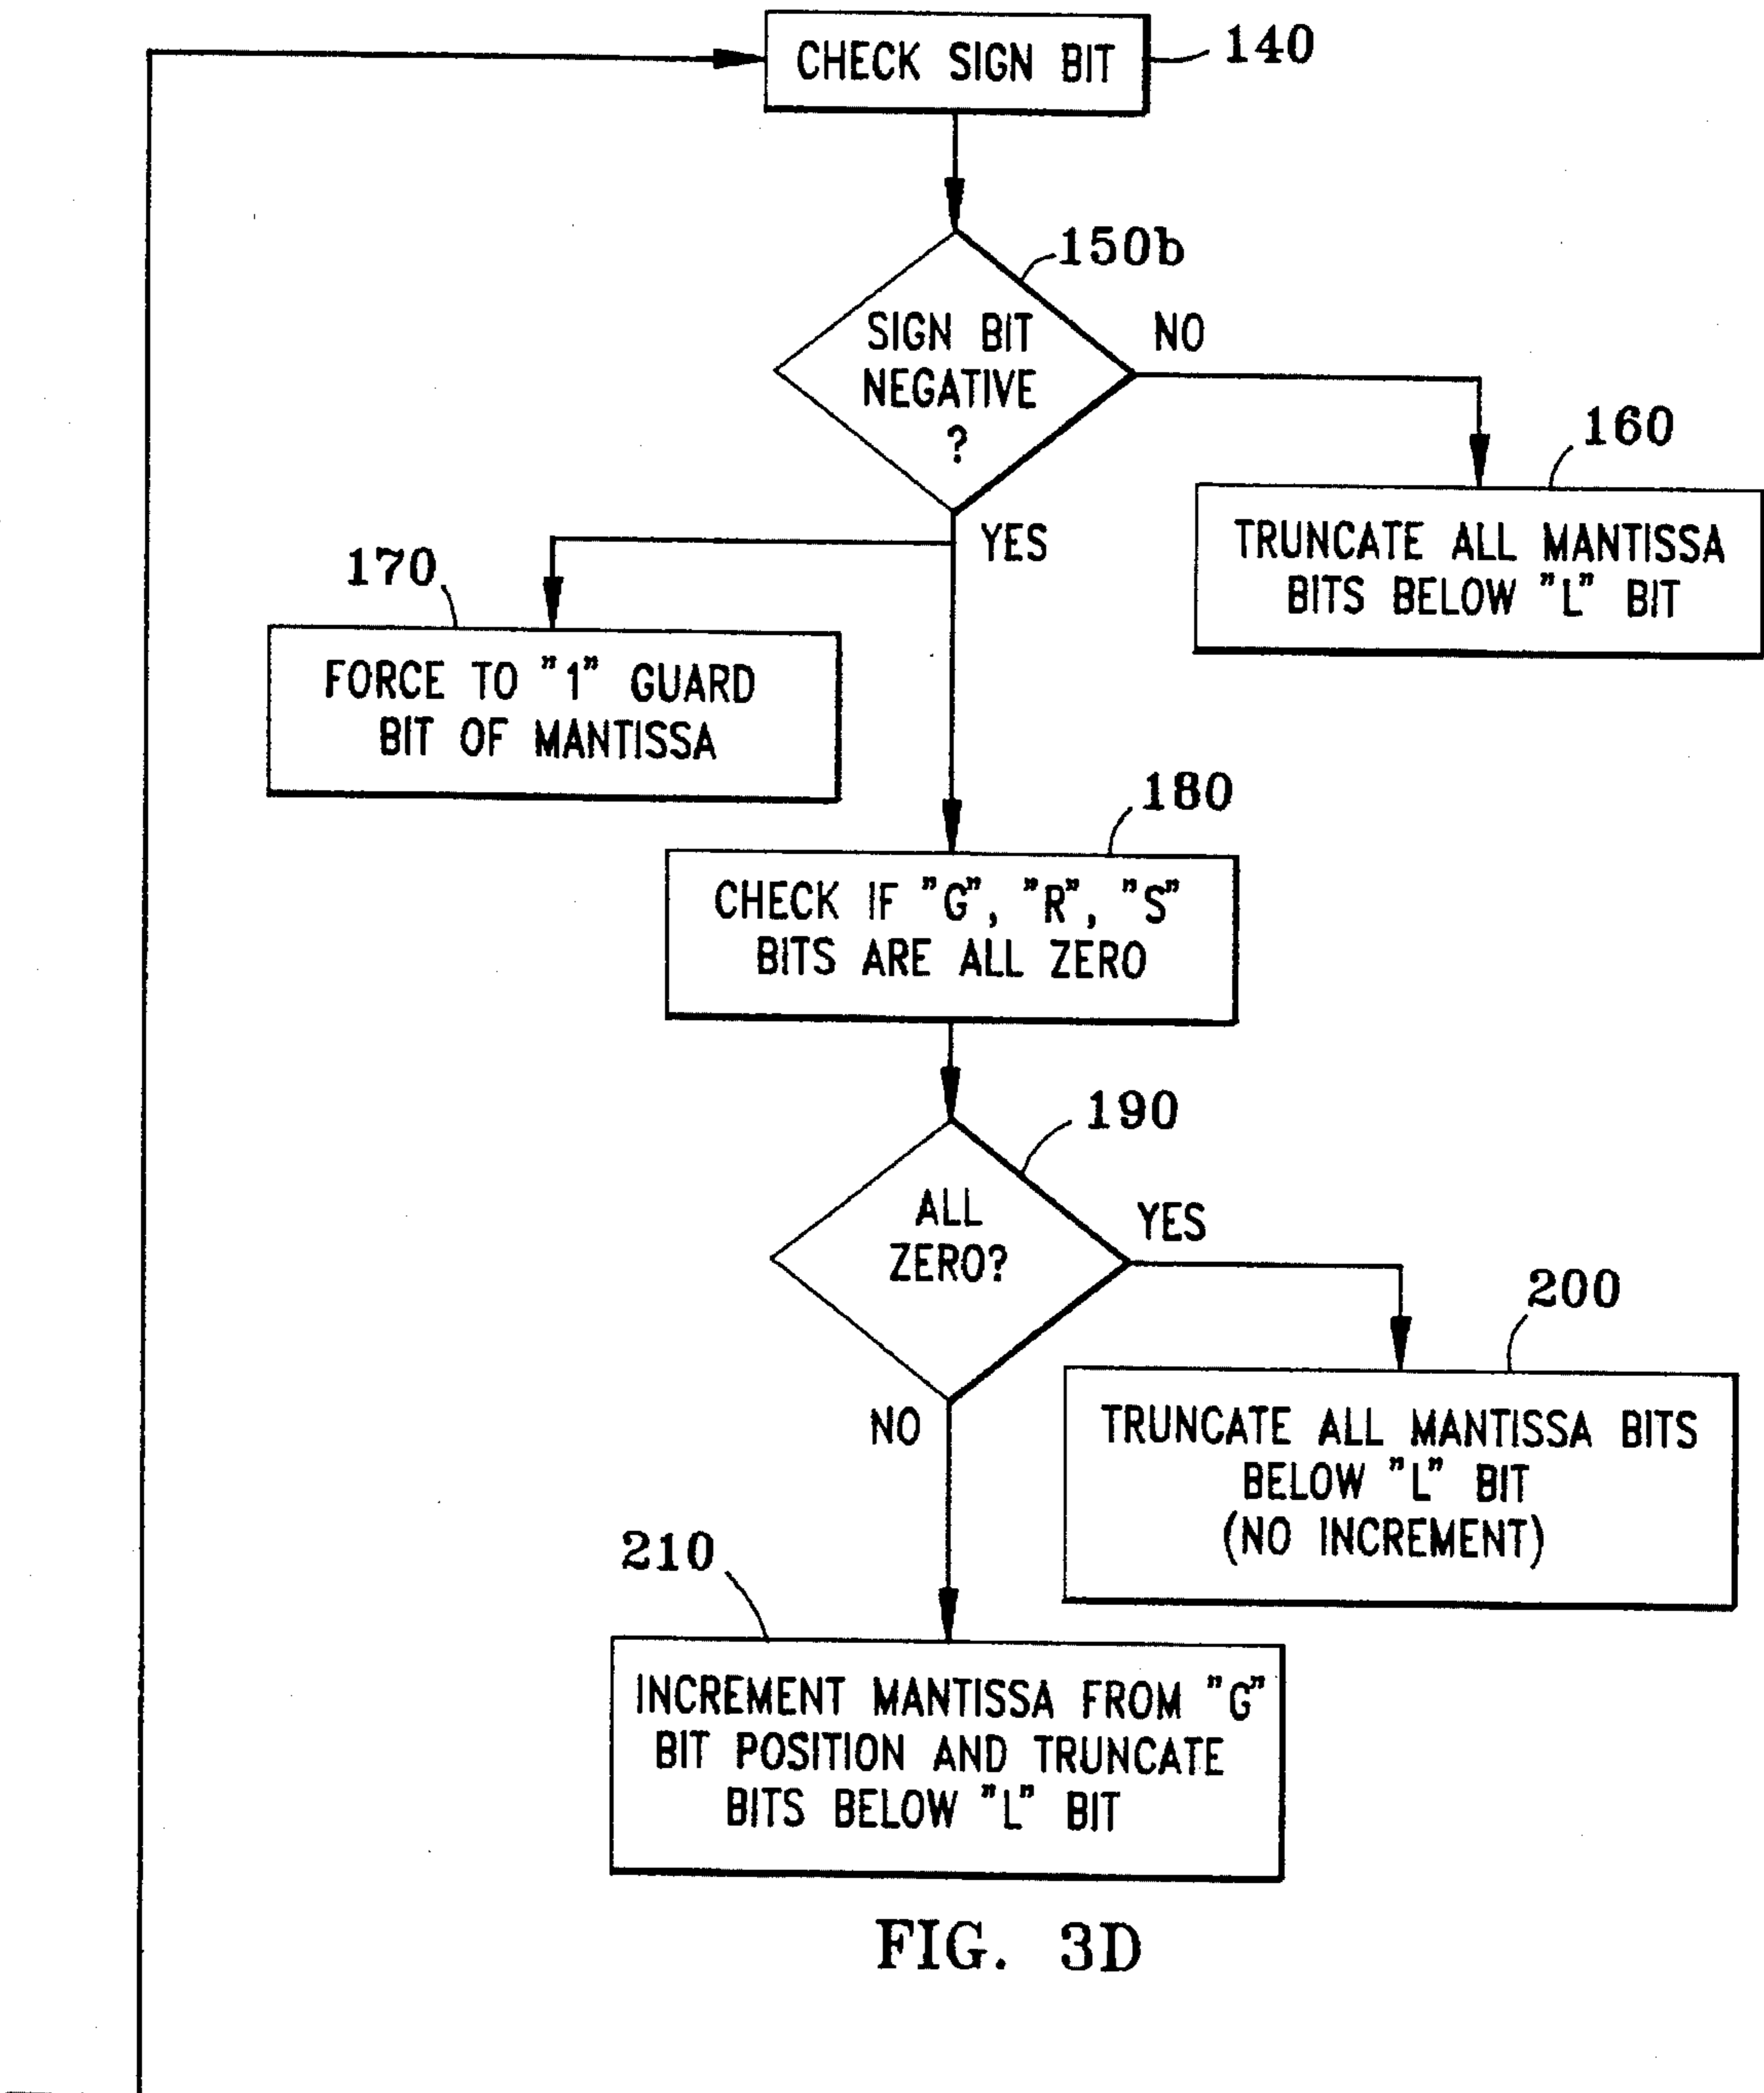 CHECK SIGN BIT
140
150b
SIGN BIT
NEGATIVE
?
NO
YES
160
TRUNCATE ALL MANTISSA
BITS BELOW "L" BIT
170
FORCE TO "1" GUARD
BIT OF MANTISSA
180
CHECK IF "G", "R", "S"
BITS ARE ALL ZERO
190
ALL
ZERO?
YES
NO
200
TRUNCATE ALL MANTISSA BITS
BELOW "L" BIT
(NO INCREMENT)
210
INCREMENT MANTISSA FROM "G"
BIT POSITION AND TRUNCATE
BITS BELOW "L" BIT
FIG. 3D